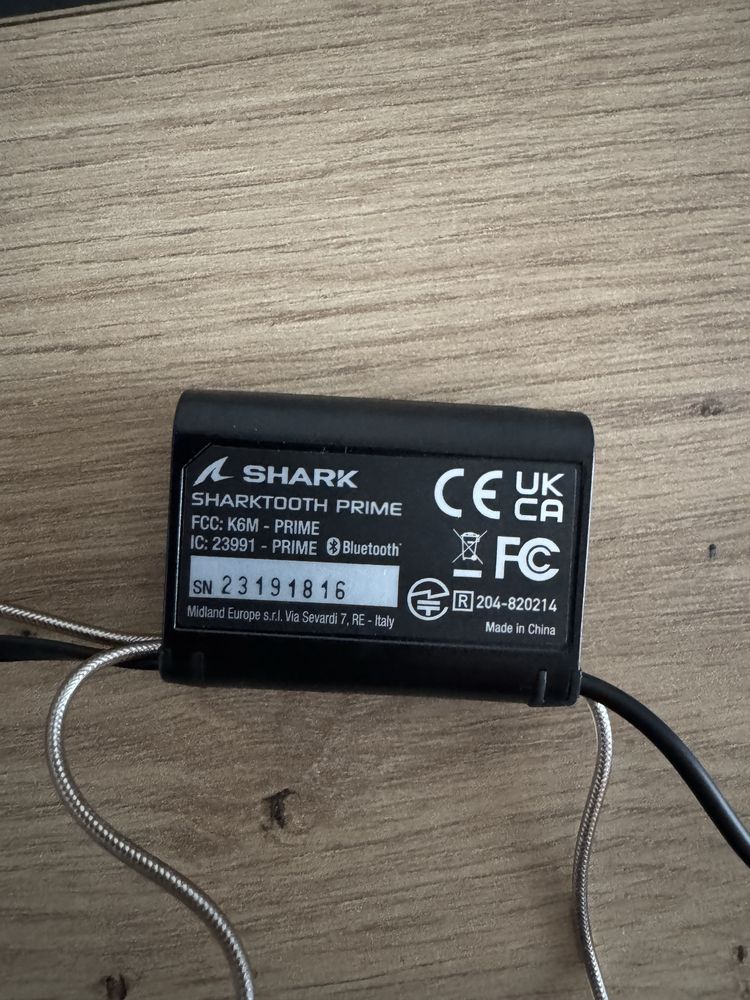 SHARK
SHARKTOOTH PRIME
FCC: K6M - PRIME
IC: 23991 - PRIME Bluetooth
SN 23191816
Midland Europe s.r.l. Via Sevardi 7, RE - Italy
CE UK CA
FC
R 204-820214
Made in China